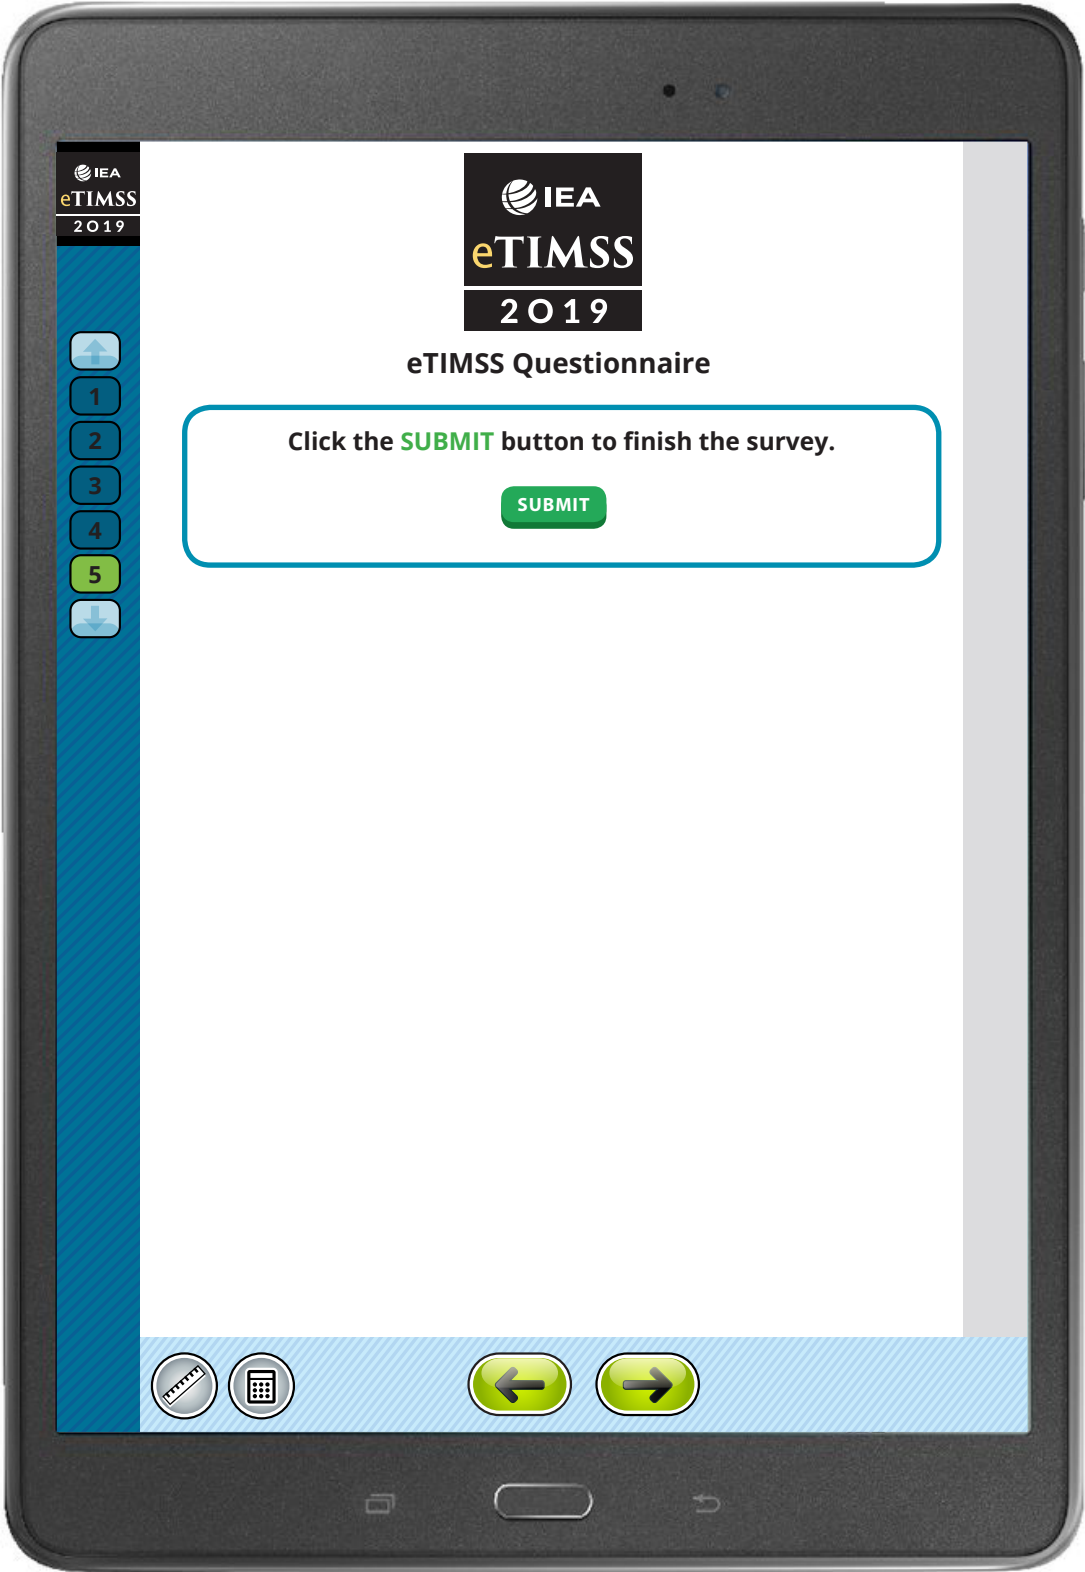 IEA
eTIMSS
2019
IEA
eTIMSS
2019
eTIMSS Questionnaire
Click the SUBMIT button to finish the survey.
SUBMIT
1
2
3
4
5